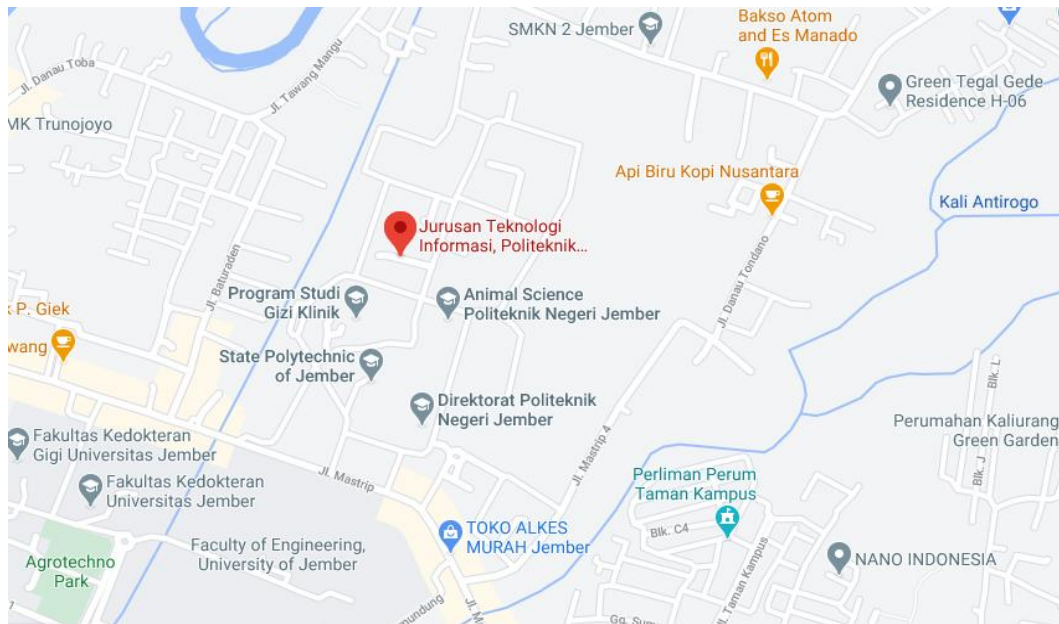 SMKN 2 Jember
Bakso Atom
and Es Manado
Jl. Danau Toba
Jl. Tawang Mangu
Green Tegal Gede
Residence H-06
MK Trunojoyo
Api Biru Kopi Nusantara
Kali Antirogo
Jurusan Teknologi
Informasi, Politeknik...
Jl. Baturaden
Jl. Danau Tondano
Program Studi
Gizi Klinik
Animal Science
Politeknik Negeri Jember
k P. Giek
wang
State Polytechnic
of Jember
Direktorat Politeknik
Negeri Jember
Blk. L
Perumahan Kaliurang
Green Garden
Fakultas Kedokteran
Gigi Universitas Jember
Jl. Mastrip 4
Blk. J
Jl. Mastrip
Perliman Perum
Taman Kampus
Fakultas Kedokteran
Universitas Jember
TOKO ALKES
MURAH Jember
Blk. C4
Faculty of Engineering,
University of Jember
Agrotechno
Park
NANO INDONESIA
Jl. Taman Kampus
7
mundung
Jl. M
Gg. Sum